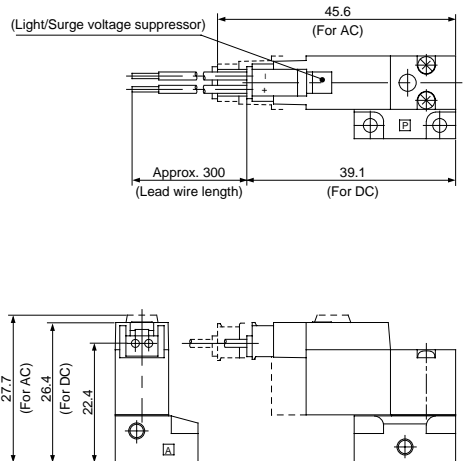 45.6
(For AC)
(Light/Surge voltage suppressor)
−
+
P
Approx. 300
(Lead wire length)
39.1
(For DC)
27.7
(For AC)
26.4
(For DC)
22.4
A